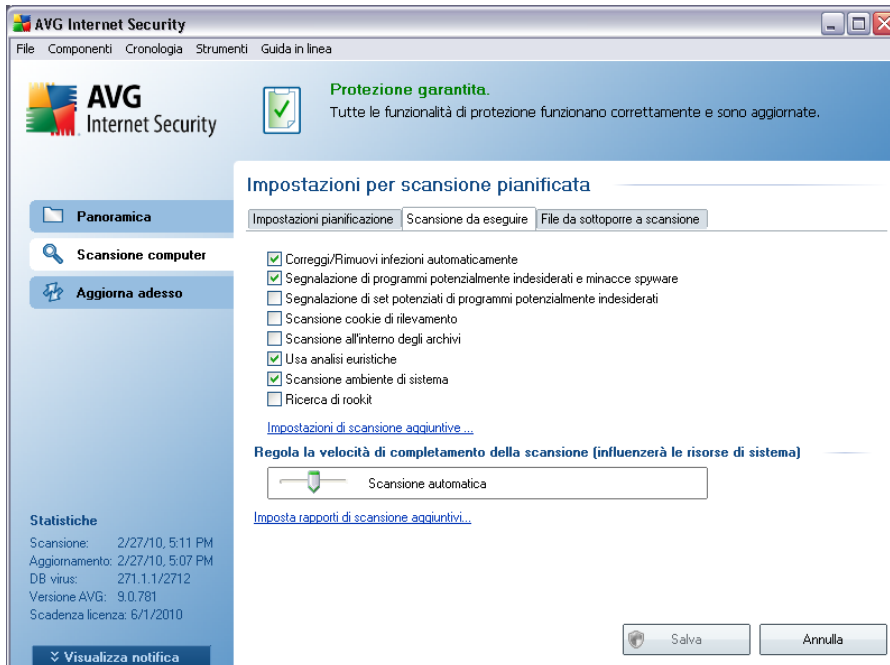 AVG Internet Security
File Componenti Cronologia Strumenti Guida in linea
AVG
Internet Security
Protezione garantita.
Tutte le funzionalità di protezione funzionano correttamente e sono aggiornate.
Panoramica
Scansione computer
Aggiorna adesso
Impostazioni per scansione pianificata
Impostazioni pianificazione Scansione da eseguire File da sottoporre a scansione
Correggi/Rimuovi infezioni automaticamente
Segnalazione di programmi potenzialmente indesiderati e minacce spyware
Segnalazione di set potenziati di programmi potenzialmente indesiderati
Scansione cookie di rilevamento
Scansione all'interno degli archivi
Usa analisi euristiche
Scansione ambiente di sistema
Ricerca di rookit
Impostazioni di scansione aggiuntive ...
Regola la velocità di completamento della scansione (influenzerà le risorse di sistema)
Scansione automatica
Imposta rapporti di scansione aggiuntivi...
Statistiche
Scansione: 2/27/10, 5:11 PM
Aggiornamento: 2/27/10, 5:07 PM
DB virus: 271.1.1/2712
Versione AVG: 9.0.781
Scadenza licenza: 6/1/2010
Visualizza notifica
Salva Annulla